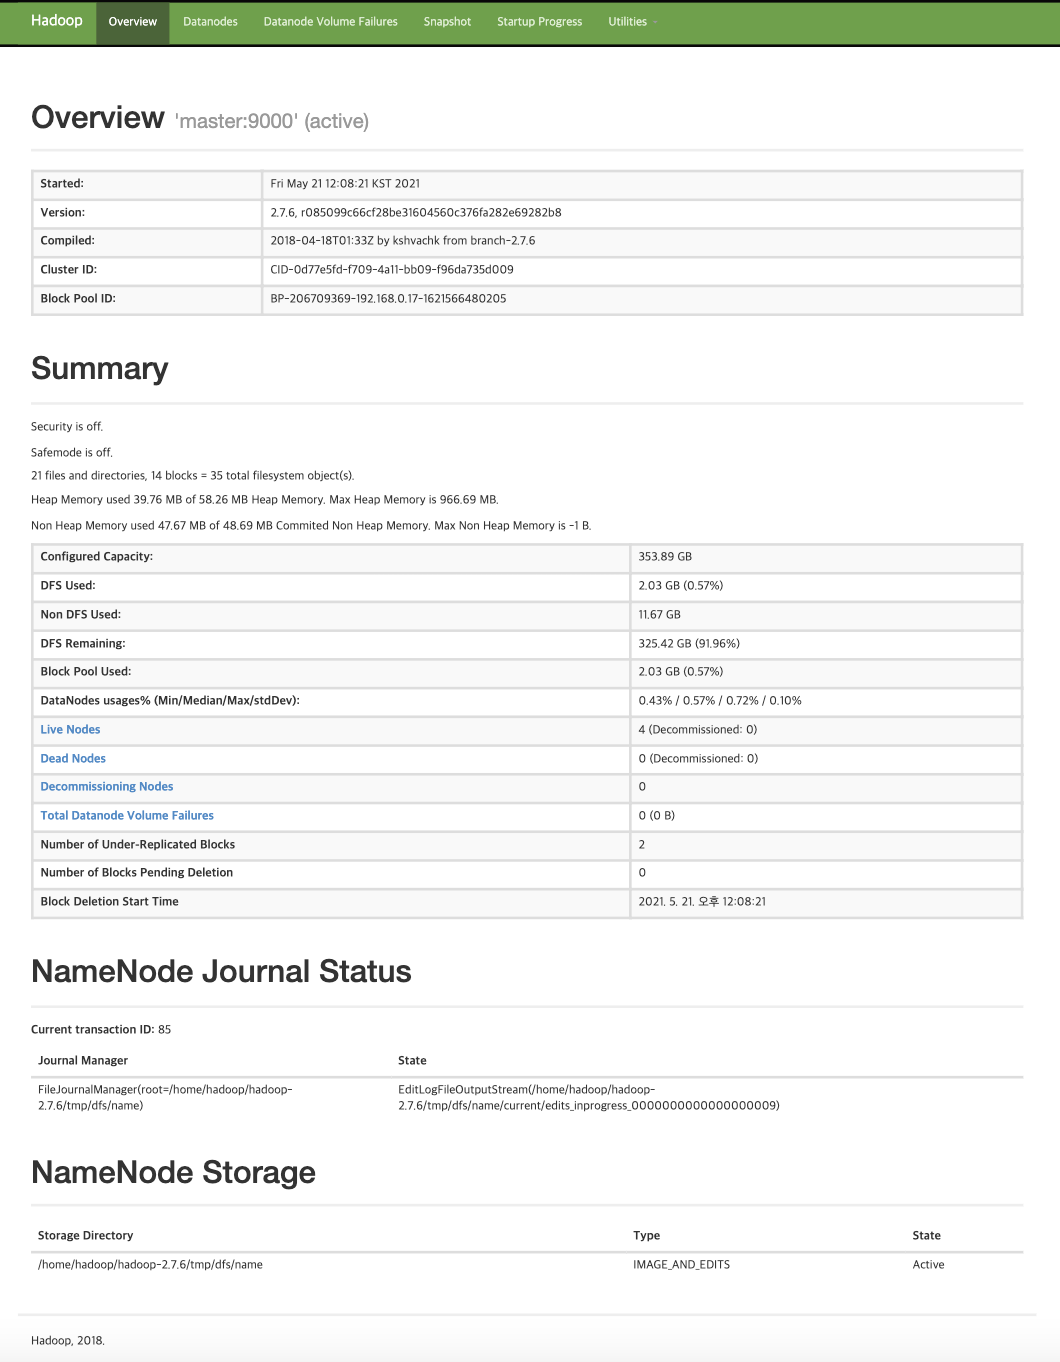 Hadoop Overview Datanodes Datanode Volume Failures Snapshot Startup Progress Utilities
Overview 'master:9000' (active)
Started: Fri May 21 12:08:21 KST 2021
Version: 2.7.6, r085099c66cf28be31604560c376fa282e69282b8
Compiled: 2018-04-18T01:33Z by kshvachk from branch-2.7.6
Cluster ID: CID-0d77e5fd-f709-4a11-bb09-f96da735d009
Block Pool ID: BP-206709369-192.168.0.17-1621566480205
Summary
Security is off.
Safemode is off.
21 files and directories, 14 blocks = 35 total filesystem object(s).
Heap Memory used 39.76 MB of 58.26 MB Heap Memory. Max Heap Memory is 966.69 MB.
Non Heap Memory used 47.67 MB of 48.69 MB Commited Non Heap Memory. Max Non Heap Memory is -1 B.
Configured Capacity: 353.89 GB
DFS Used: 2.03 GB (0.57%)
Non DFS Used: 11.67 GB
DFS Remaining: 325.42 GB (91.96%)
Block Pool Used: 2.03 GB (0.57%)
DataNodes usages% (Min/Median/Max/stdDev): 0.43% / 0.57% / 0.72% / 0.10%
Live Nodes 4 (Decommissioned: 0)
Dead Nodes 0 (Decommissioned: 0)
Decommissioning Nodes 0
Total Datanode Volume Failures 0 (0 B)
Number of Under-Replicated Blocks 2
Number of Blocks Pending Deletion 0
Block Deletion Start Time 2021. 5. 21. 오후 12:08:21
NameNode Journal Status
Current transaction ID: 85
Journal Manager State
FileJournalManager(root=/home/hadoop/hadoop- EditLogFileOutputStream(/home/hadoop/hadoop-
2.7.6/tmp/dfs/name) 2.7.6/tmp/dfs/name/current/edits_inprogress_0000000000000000009)
NameNode Storage
Storage Directory Type State
/home/hadoop/hadoop-2.7.6/tmp/dfs/name IMAGE_AND_EDITS Active
Hadoop, 2018.